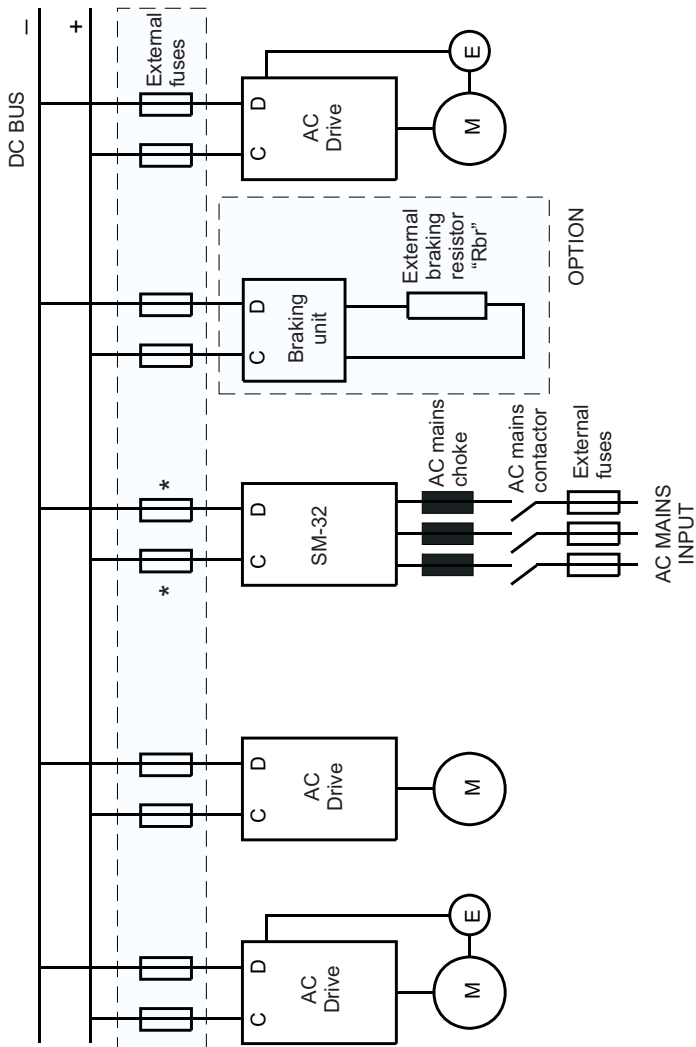 DC BUS
–
+
External
fuses
*
*
C
D
AC
Drive
M
E
C
D
AC
Drive
M
C
D
SM-32
AC mains
choke
AC mains
contactor
External
fuses
AC MAINS
INPUT
C
D
Braking
unit
External
braking
resistor
“Rbr”
OPTION
C
D
AC
Drive
M
E